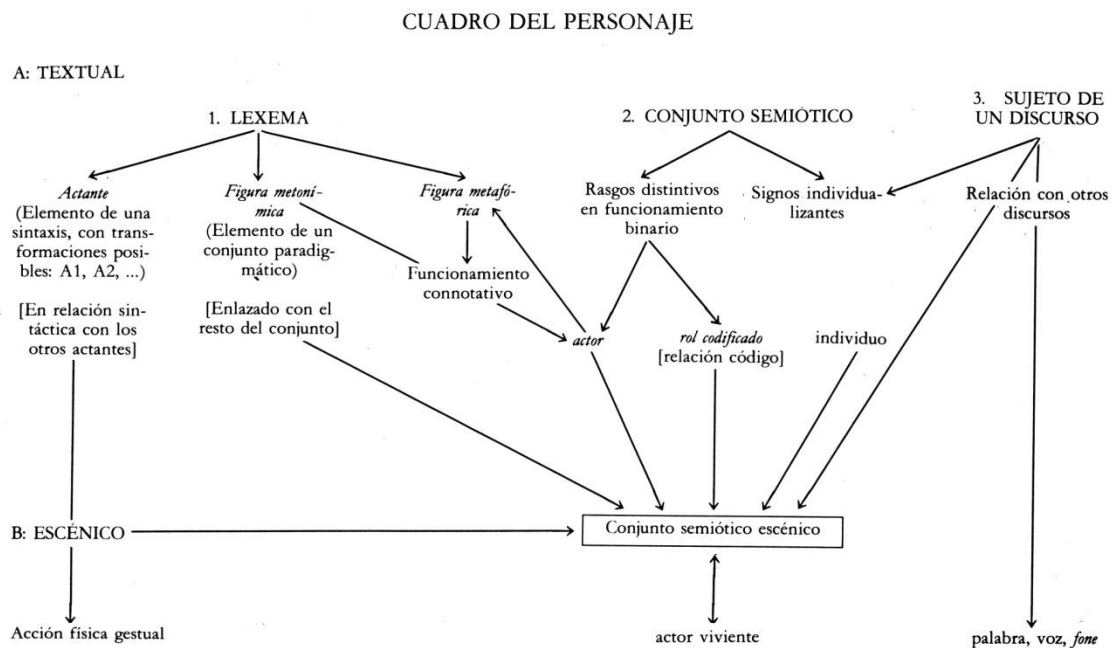 CUADRO DEL PERSONAJE
A: TEXTUAL
1. LEXEMA
2. CONJUNTO SEMIÓTICO
3. SUJETO DE
UN DISCURSO
Actante
(Elemento de una
sintaxis, con trans-
formaciones posi-
bles: A1, A2, ...)
[En relación sin-
táctica con los
otros actantes]
Figura metoní-
mica
(Elemento de un
conjunto paradig-
mático)
[Enlazado con el
resto del conjunto]
Figura metafó-
rica
Funcionamiento
connotativo
Rasgos distintivos
en funcionamiento
binario
Signos individua-
lizantes
Relación con otros
discursos
actor
rol codificado
[relación código]
individuo
B: ESCÉNICO
Conjunto semiótico escénico
Acción física gestual
actor viviente
palabra, voz, fone